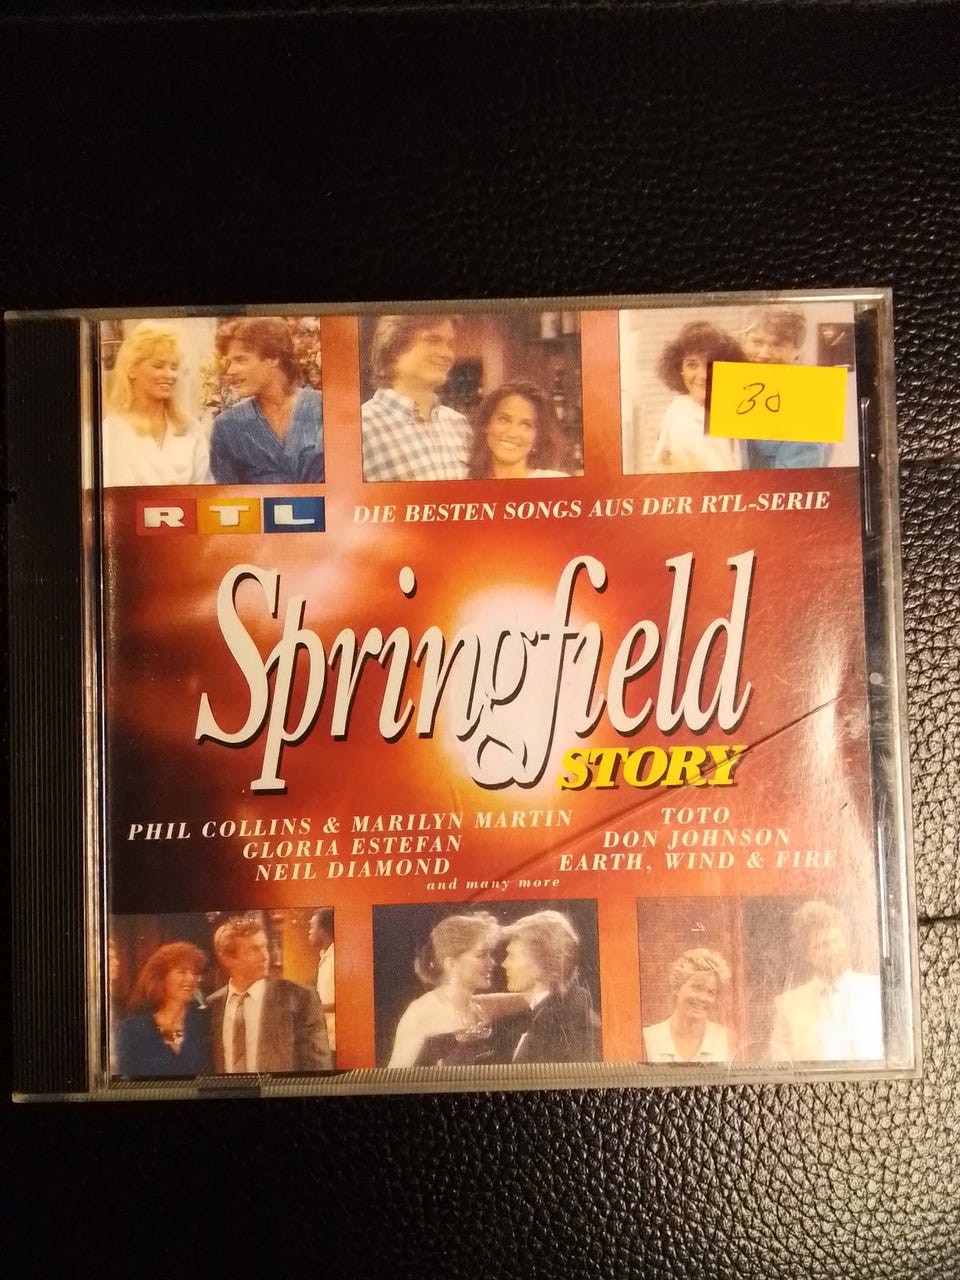 30
RTL
DIE BESTEN SONGS AUS DER RTL-SERIE
Springfield
STORY
PHIL COLLINS & MARILYN MARTIN
GLORIA ESTEFAN
NEIL DIAMOND
TOTO
DON JOHNSON
EARTH, WIND & FIRE
and many more